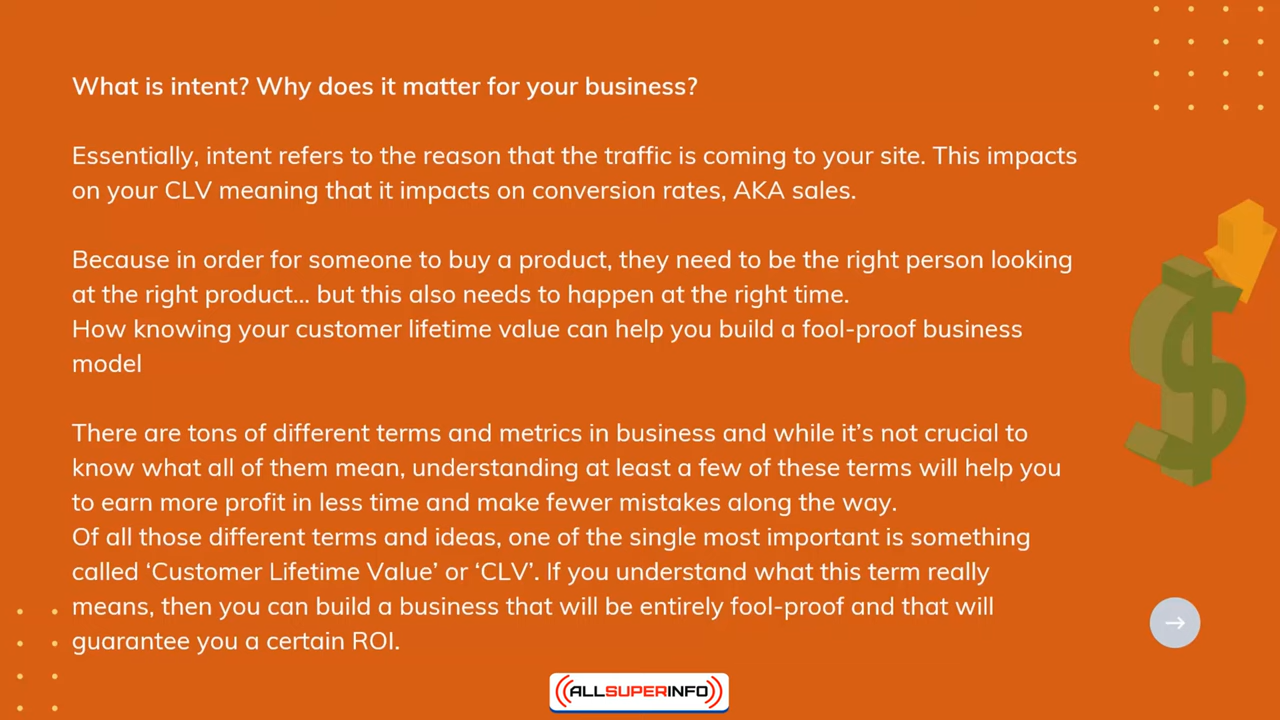 What is intent? Why does it matter for your business?
Essentially, intent refers to the reason that the traffic is coming to your site. This impacts
on your CLV meaning that it impacts on conversion rates, AKA sales.
Because in order for someone to buy a product, they need to be the right person looking
at the right product... but this also needs to happen at the right time.
How knowing your customer lifetime value can help you build a fool-proof business
model
There are tons of different terms and metrics in business and while it’s not crucial to
know what all of them mean, understanding at least a few of these terms will help you
to earn more profit in less time and make fewer mistakes along the way.
Of all those different terms and ideas, one of the single most important is something
called ‘Customer Lifetime Value’ or ‘CLV’. If you understand what this term really
means, then you can build a business that will be entirely fool-proof and that will
guarantee you a certain ROI.
ALLSUPERINFO